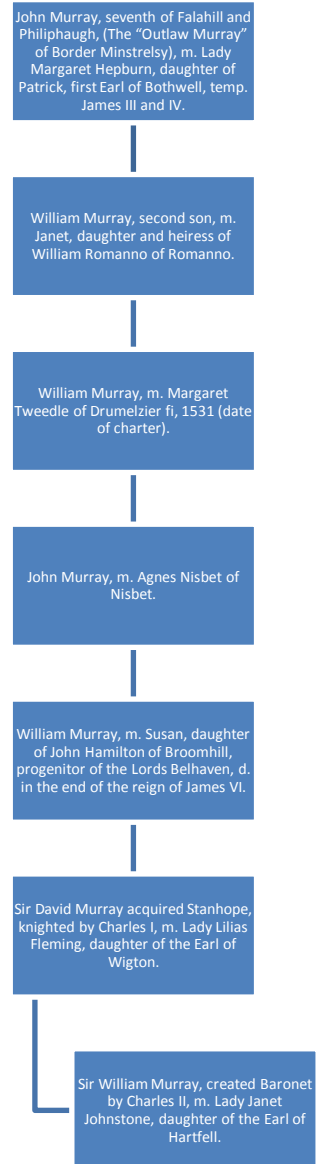 John Murray, seventh of Falahill and
Philiphaugh, (The “Outlaw Murray”
of Border Minstrelsy), m. Lady
Margaret Hepburn, daughter of
Patrick, first Earl of Bothwell, temp.
James III and IV.
William Murray, second son, m.
Janet, daughter and heiress of
William Romanno of Romanno.
William Murray, m. Margaret
Tweedle of Drumelzier fi, 1531 (date
of charter).
John Murray, m. Agnes Nisbet of
Nisbet.
William Murray, m. Susan, daughter
of John Hamilton of Broomhill,
progenitor of the Lords Belhaven, d.
in the end of the reign of James VI.
Sir David Murray acquired Stanhope,
knighted by Charles I, m. Lady Lilias
Fleming, daughter of the Earl of
Wigton.
Sir William Murray, created Baronet
by Charles II, m. Lady Janet
Johnstone, daughter of the Earl of
Hartfell.